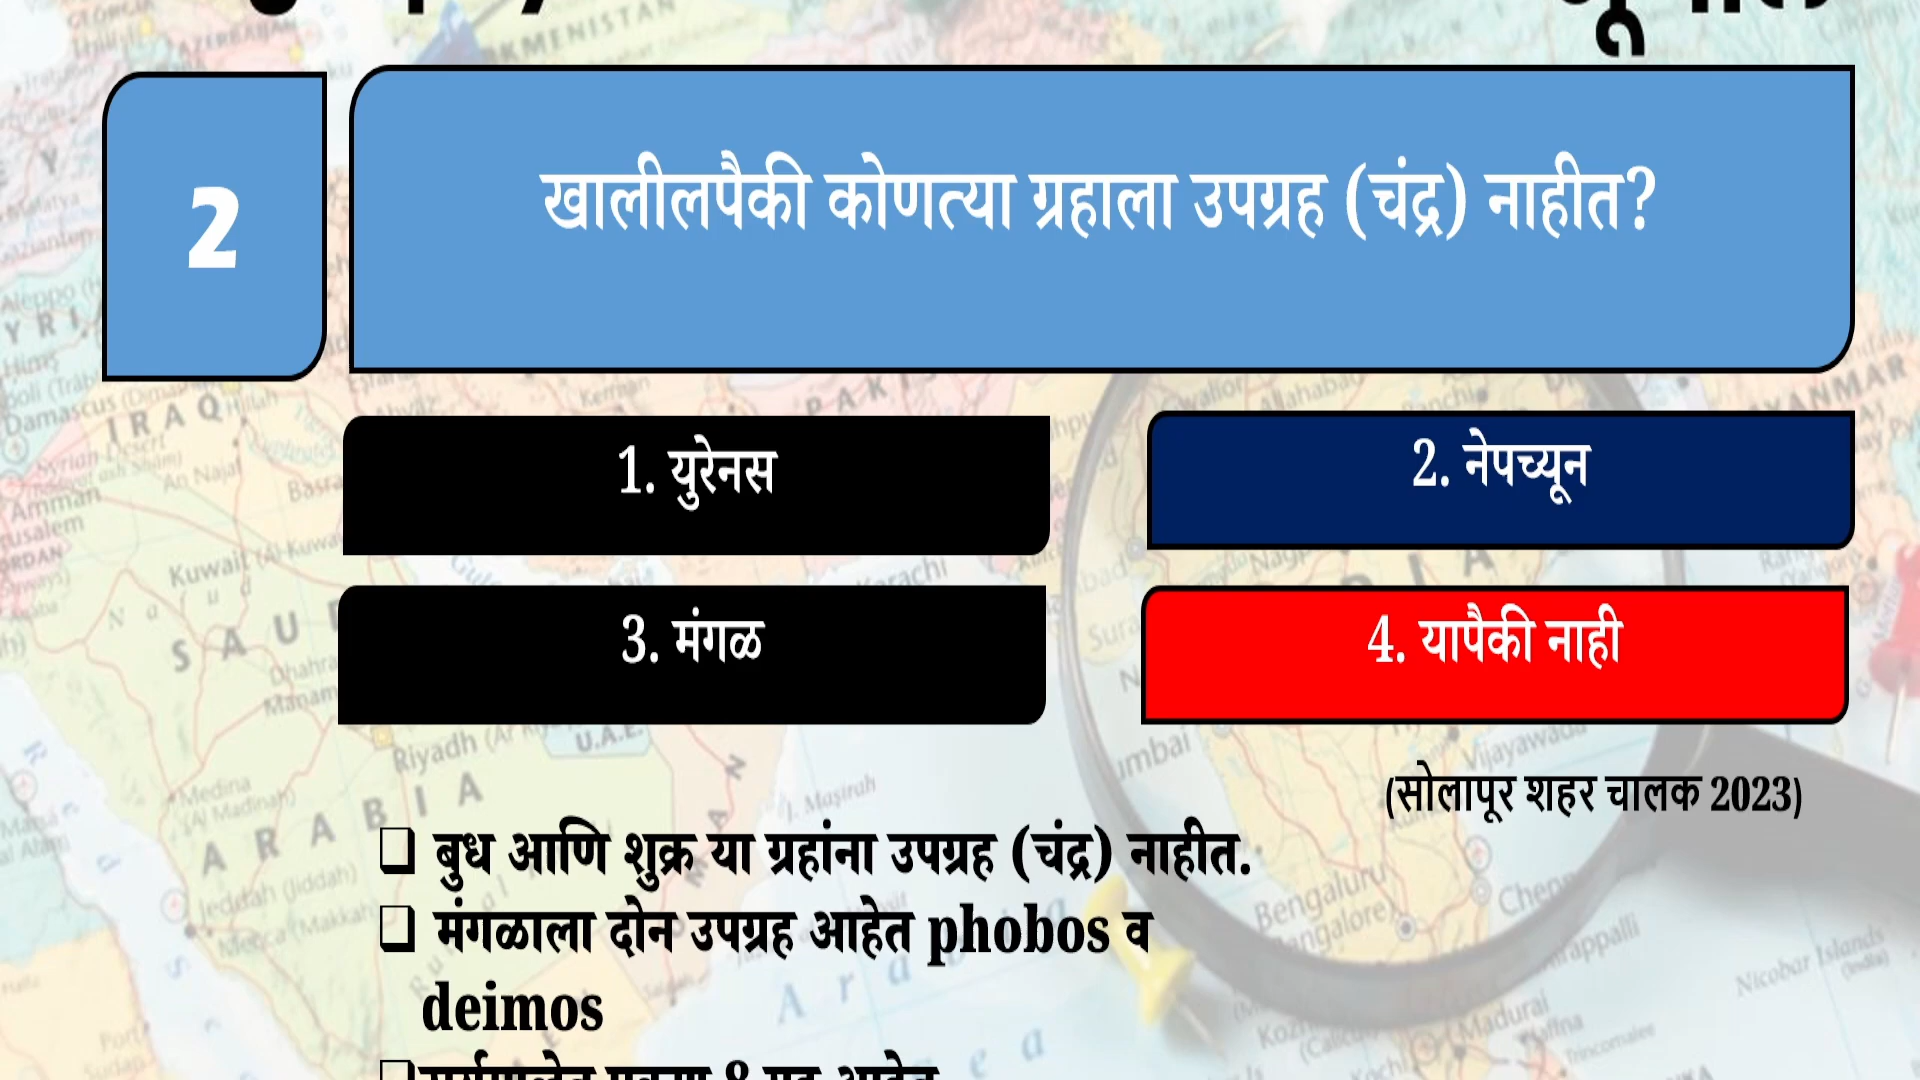 2
खालीलपैकी कोणत्या ग्रहाला उपग्रह (चंद्र) नाहीत?
1. युरेनस
2. नेपच्यून
3. मंगळ
4. यापैकी नाही
(सोलापूर शहर चालक 2023)
❑ बुध आणि शुक्र या ग्रहांना उपग्रह (चंद्र) नाहीत.
❑ मंगळाला दोन उपग्रह आहेत phobos व
deimos